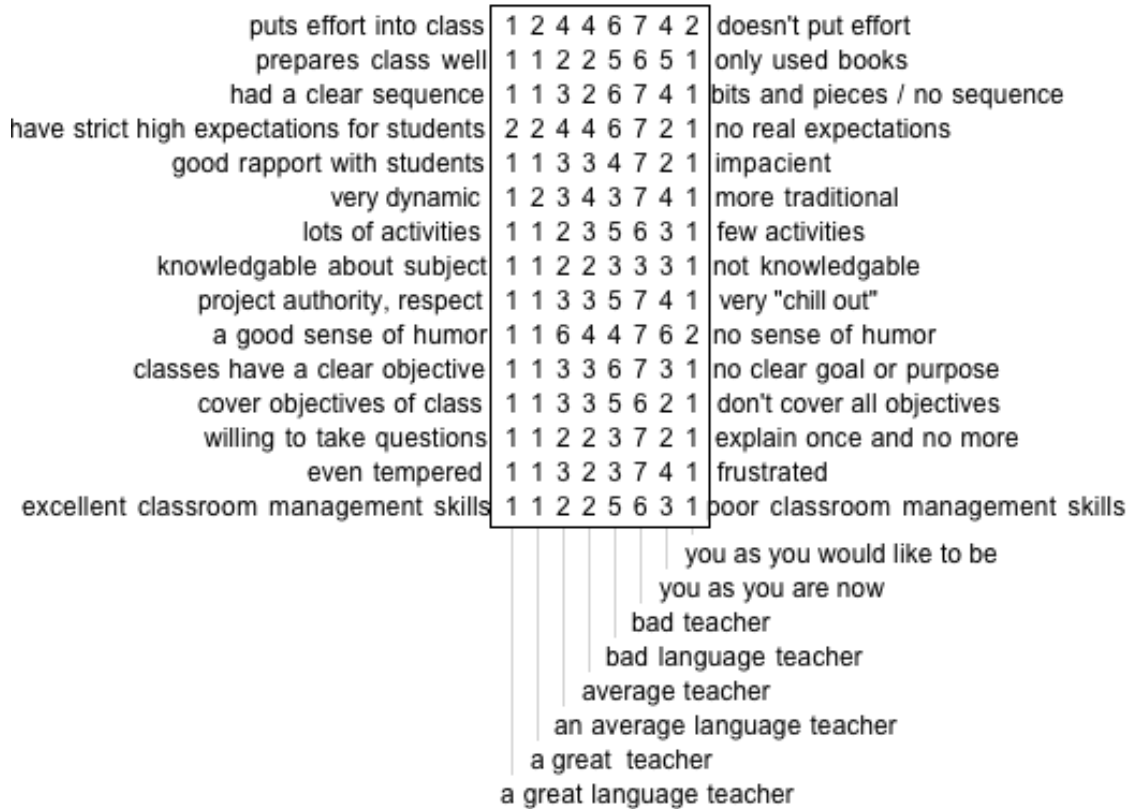 puts effort into class 1 2 4 4 6 7 4 2 doesn't put effort
prepares class well 1 1 2 2 5 6 5 1 only used books
had a clear sequence 1 1 3 2 6 7 4 1 bits and pieces / no sequence
have strict high expectations for students 2 2 4 4 6 7 2 1 no real expectations
good rapport with students 1 1 3 3 4 7 2 1 impacient
very dynamic 1 2 3 4 3 7 4 1 more traditional
lots of activities 1 1 2 3 5 6 3 1 few activities
knowledgable about subject 1 1 2 2 3 3 3 1 not knowledgable
project authority, respect 1 1 3 3 5 7 4 1 very "chill out"
a good sense of humor 1 1 6 4 4 7 6 2 no sense of humor
classes have a clear objective 1 1 3 3 6 7 3 1 no clear goal or purpose
cover objectives of class 1 1 3 3 5 6 2 1 don't cover all objectives
willing to take questions 1 1 2 2 3 7 2 1 explain once and no more
even tempered 1 1 3 2 3 7 4 1 frustrated
excellent classroom management skills 1 1 2 2 5 6 3 1 poor classroom management skills
you as you would like to be
you as you are now
bad teacher
bad language teacher
average teacher
an average language teacher
a great teacher
a great language teacher